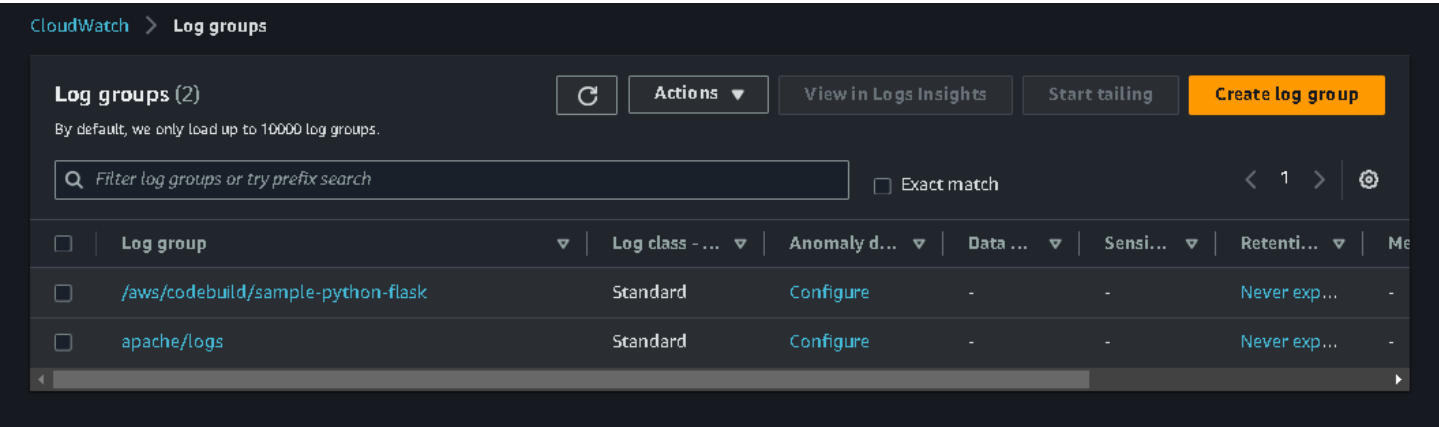 CloudWatch > Log groups
Log groups (2)
Actions ▼ View in Logs Insights Start tailing Create log group
By default, we only load up to 10000 log groups.
Filter log groups or try prefix search
Exact match < 1 >
Log group Log class - ... Anomaly d... Data ... Sensi... Retenti... Me
/aws/codebuild/sample-python-flask Standard Configure - - Never exp... -
apache/logs Standard Configure - - Never exp... -